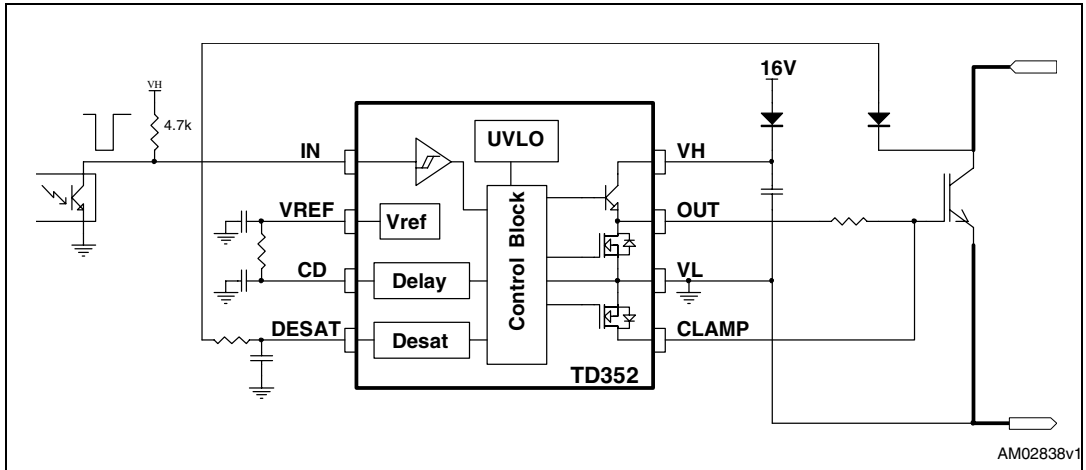 16V
VH
4.7k
UVLO
IN
VH
VREF
Vref
OUT
Control Block
CD
Delay
VL
DESAT
Desat
CLAMP
TD352
AM02838v1